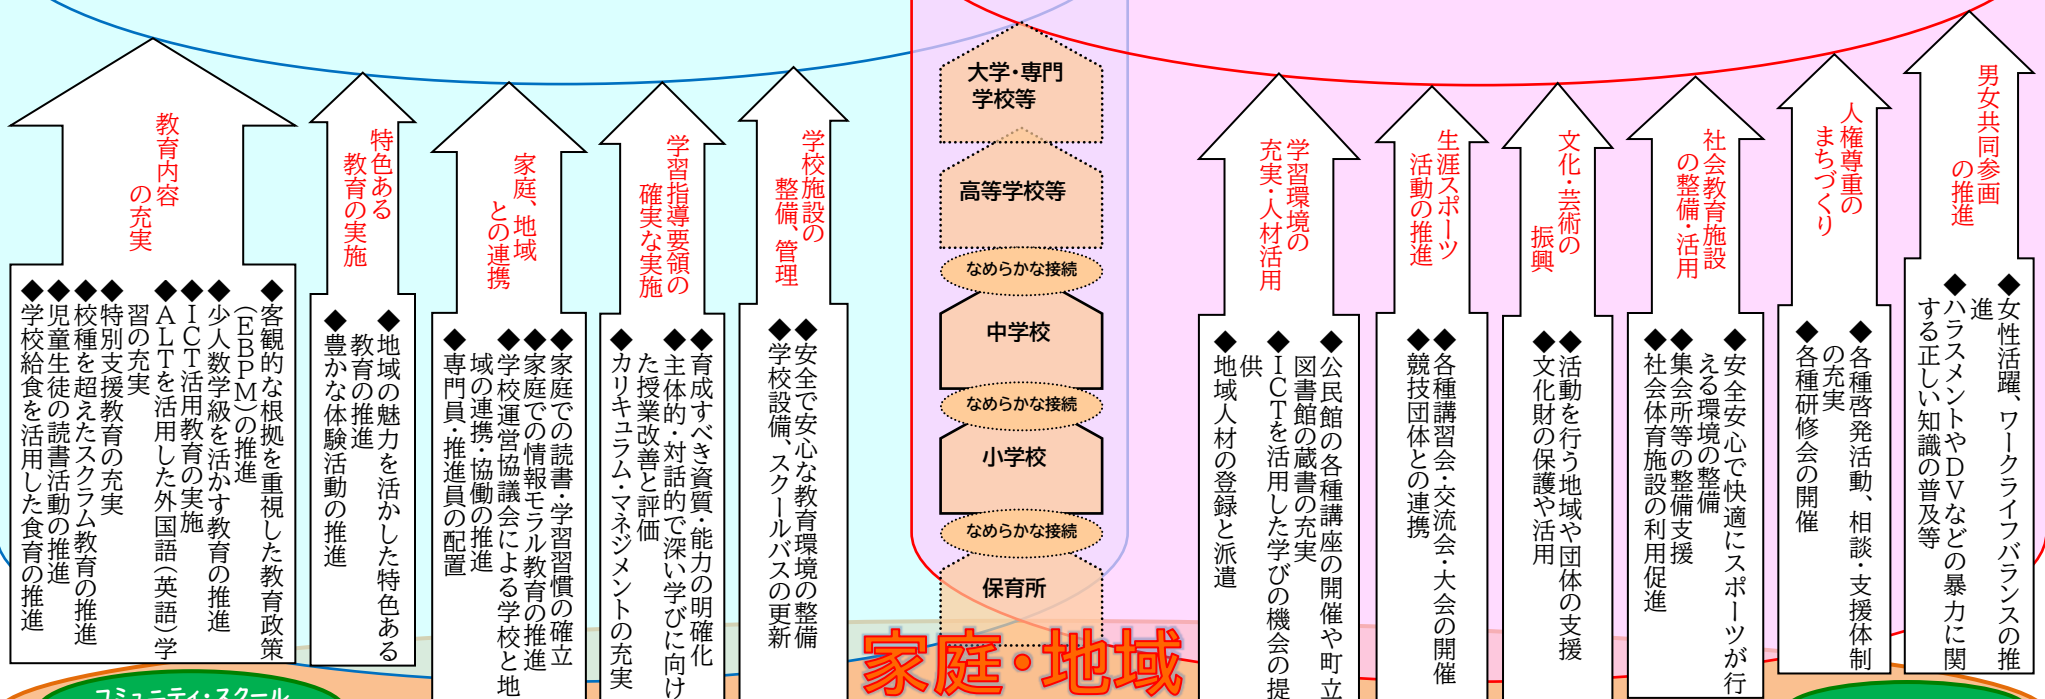 教育内容
の充実
◆客観的な根拠を重視した教育政策
（ＥＢＰＭ）の推進
◆少人数学級を活かす教育の推進
◆ＩＣＴ活用教育の実施
◆ＡＬＴを活用した外国語（英語）学
習の充実
◆特別支援教育の充実
◆校種を超えたスクラム教育の推進
◆児童生徒の読書活動の推進
◆学校給食を活用した食育の推進
特色ある
教育の実施
◆地域の魅力を活かした特色ある
教育の推進
◆豊かな体験活動の推進
家庭、地域
との連携
◆家庭での読書・学習習慣の確立
◆家庭での情報モラル教育の推進
◆学校運営協議会による学校と地
域の連携・協働の推進
◆専門員・推進員の配置
学習指導要領の
確実な実施
◆育成すべき資質・能力の明確化
◆主体的・対話的で深い学びに向け
た授業改善と評価
◆カリキュラム・マネジメントの充実
学校施設の
整備、管理
◆安全で安心な教育環境の整備
◆学校設備、スクールバスの更新
大学・専門
学校等
高等学校等
なめらかな接続
中学校
なめらかな接続
小学校
なめらかな接続
保育所
家庭・地域
学習環境の
充実・人材活用
◆公民館の各種講座の開催や町立
図書館の蔵書の充実
◆ＩＣＴを活用した学びの機会の提
供
◆地域人材の登録と派遣
生涯スポーツ
活動の推進
◆各種講習会・交流会・大会の開催
◆競技団体との連携
文化・芸術の
振興
◆活動を行う地域や団体の支援
◆文化財の保護や活用
社会教育施設
の整備・活用
◆安全安心で快適にスポーツが行
える環境の整備
◆集会所等の整備支援
◆社会体育施設の利用促進
人権尊重の
まちづくり
◆各種啓発活動、相談・支援体制
の充実
◆各種研修会の開催
男女共同参画
の推進
◆女性活躍、ワークライフバランスの推
進
◆ハラスメントやＤＶなどの暴力に関
する正しい知識の普及等
コミュニティ・スクール